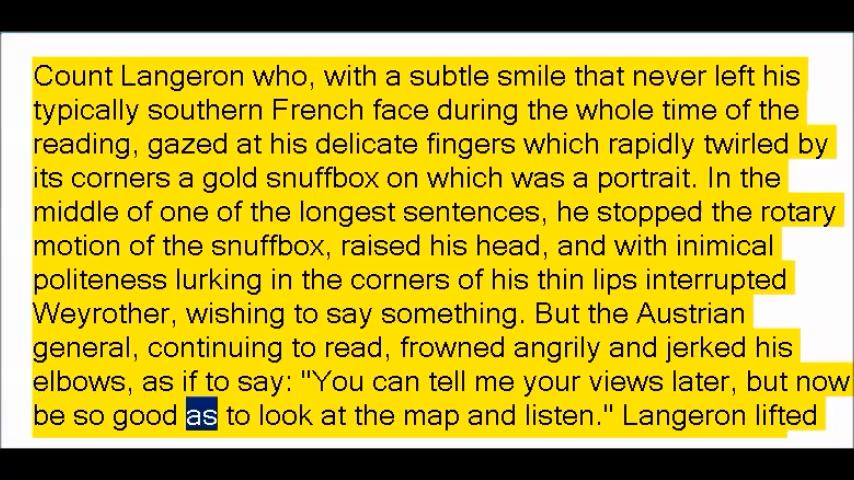 Count Langeron who, with a subtle smile that never left his
typically southern French face during the whole time of the
reading, gazed at his delicate fingers which rapidly twirled by
its corners a gold snuffbox on which was a portrait. In the
middle of one of the longest sentences, he stopped the rotary
motion of the snuffbox, raised his head, and with inimical
politeness lurking in the corners of his thin lips interrupted
Weyrother, wishing to say something. But the Austrian
general, continuing to read, frowned angrily and jerked his
elbows, as if to say: "You can tell me your views later, but now
be so good as to look at the map and listen." Langeron lifted